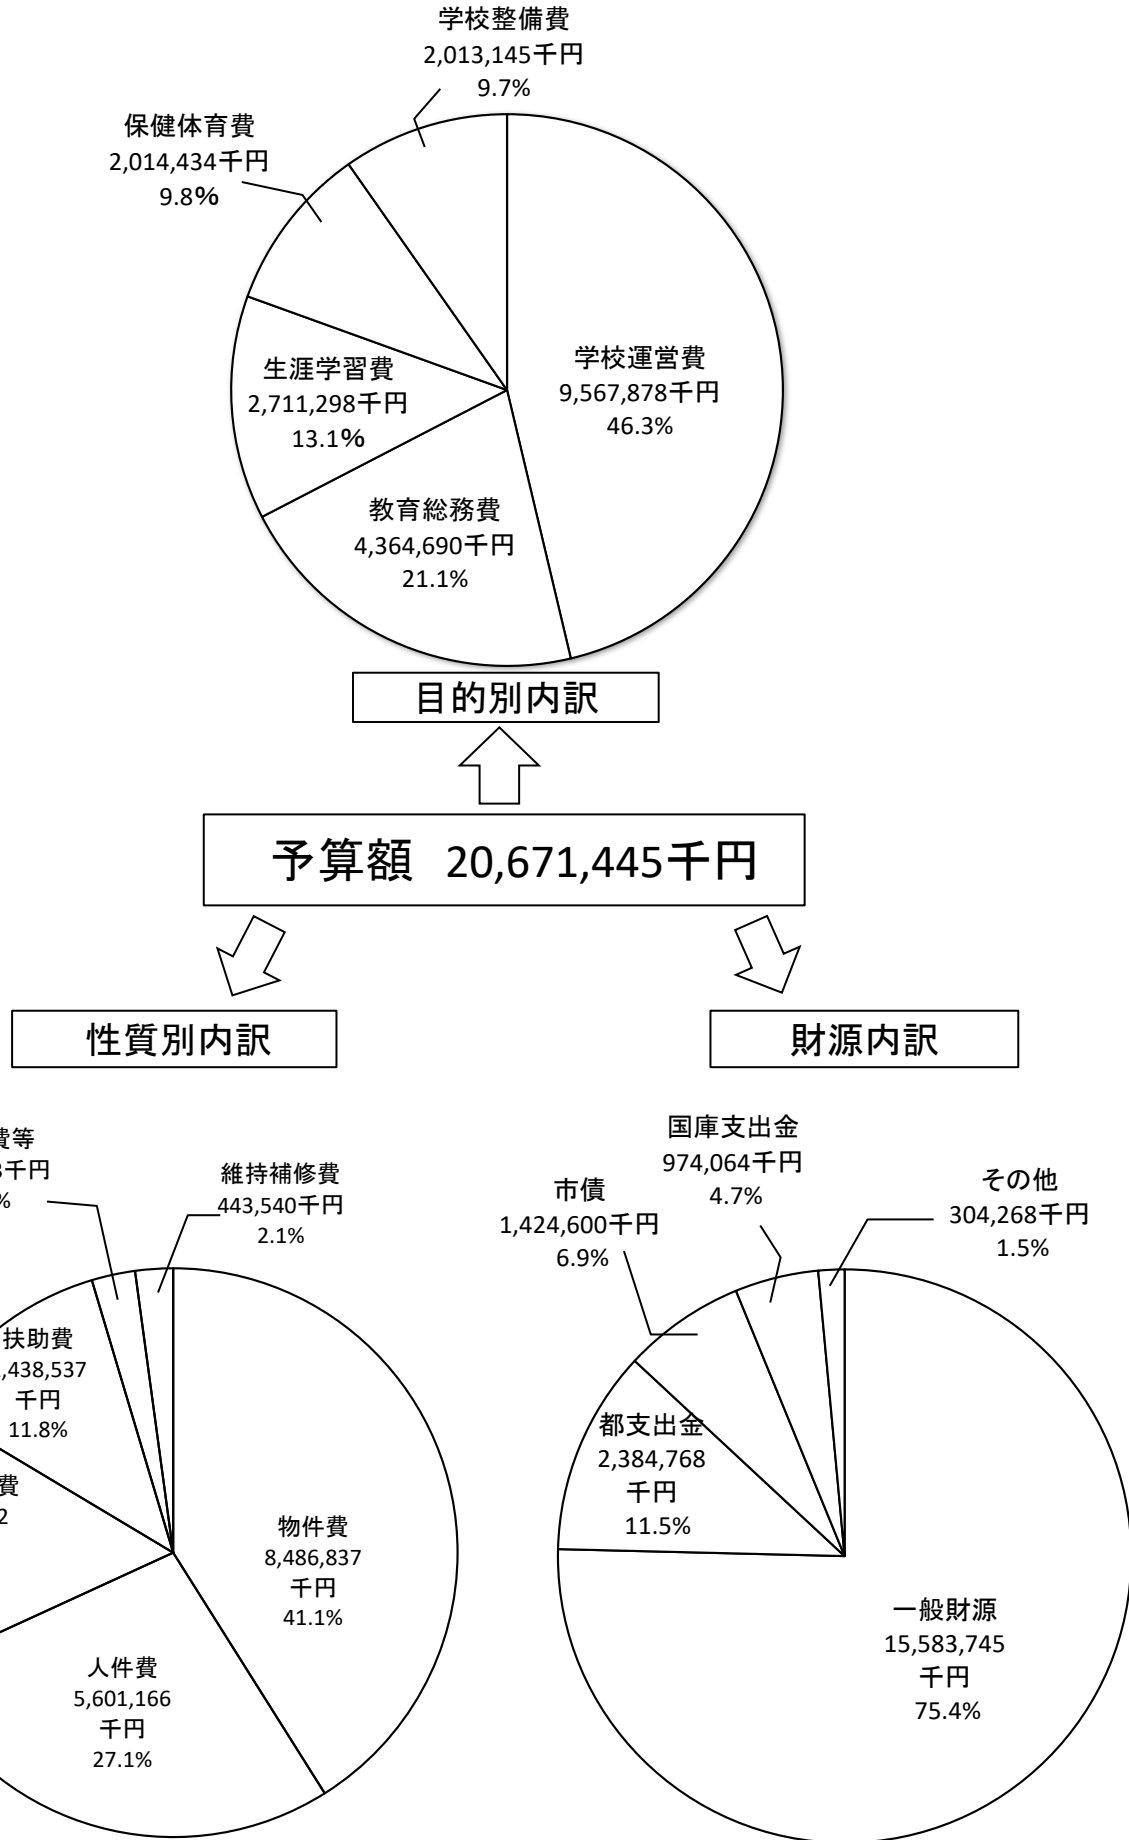 学校整備費
2,013,145千円
9.7%
保健体育費
2,014,434千円
9.8%
学校運営費
9,567,878千円
46.3%
生涯学習費
2,711,298千円
13.1%
教育総務費
4,364,690千円
21.1%
目的別内訳
予算額 20,671,445千円
性質別内訳
財源内訳
費等
千円
%
維持補修費
443,540千円
2.1%
扶助費
,438,537
千円
11.8%
費
2
物件費
8,486,837
千円
41.1%
人件費
5,601,166
千円
27.1%
国庫支出金
974,064千円
4.7%
市債
1,424,600千円
6.9%
その他
304,268千円
1.5%
都支出金
2,384,768
千円
11.5%
一般財源
15,583,745
千円
75.4%